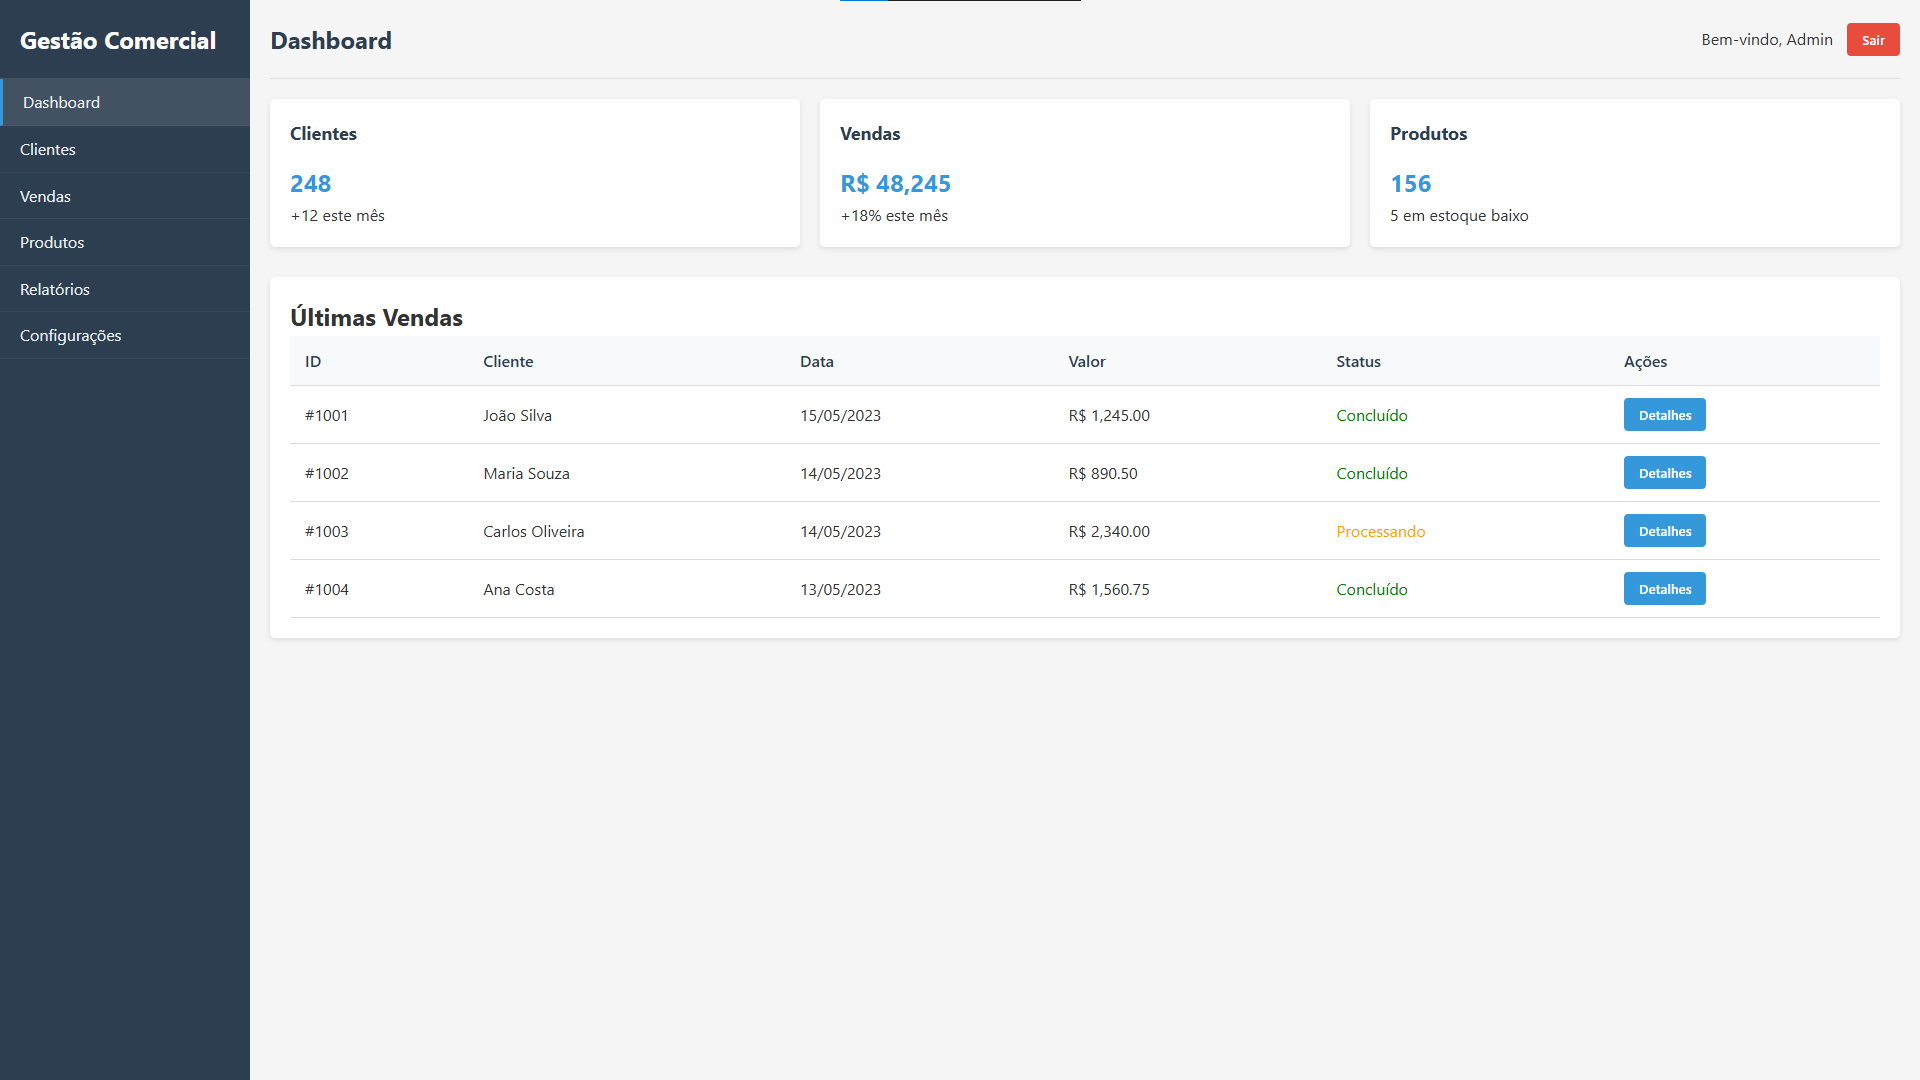 Gestão Comercial
Dashboard
Clientes
Vendas
Produtos
Relatórios
Configurações
Dashboard
Bem-vindo, Admin Sair
Clientes
248
+12 este mês
Vendas
R$ 48,245
+18% este mês
Produtos
156
5 em estoque baixo
Últimas Vendas
ID Cliente Data Valor Status Ações
#1001 João Silva 15/05/2023 R$ 1,245.00 Concluído Detalhes
#1002 Maria Souza 14/05/2023 R$ 890.50 Concluído Detalhes
#1003 Carlos Oliveira 14/05/2023 R$ 2,340.00 Processando Detalhes
#1004 Ana Costa 13/05/2023 R$ 1,560.75 Concluído Detalhes